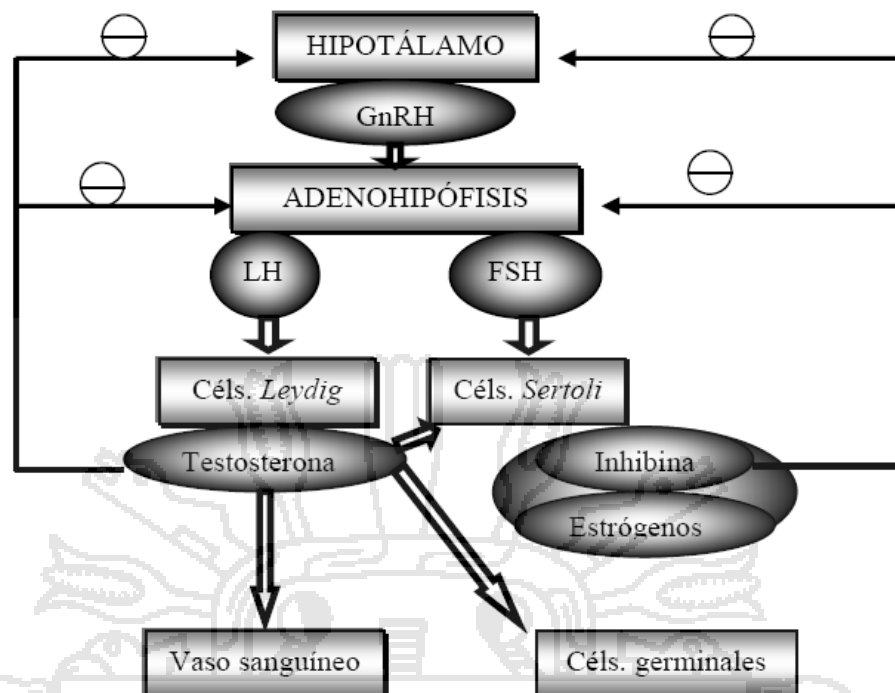 HIPOTÁLAMO
GnRH
ADENOHIPÓFISIS
LH
FSH
Céls. Leydig
Céls. Sertoli
Testosterona
Inhibina
Estrógenos
Vaso sanguíneo
Céls. germinales